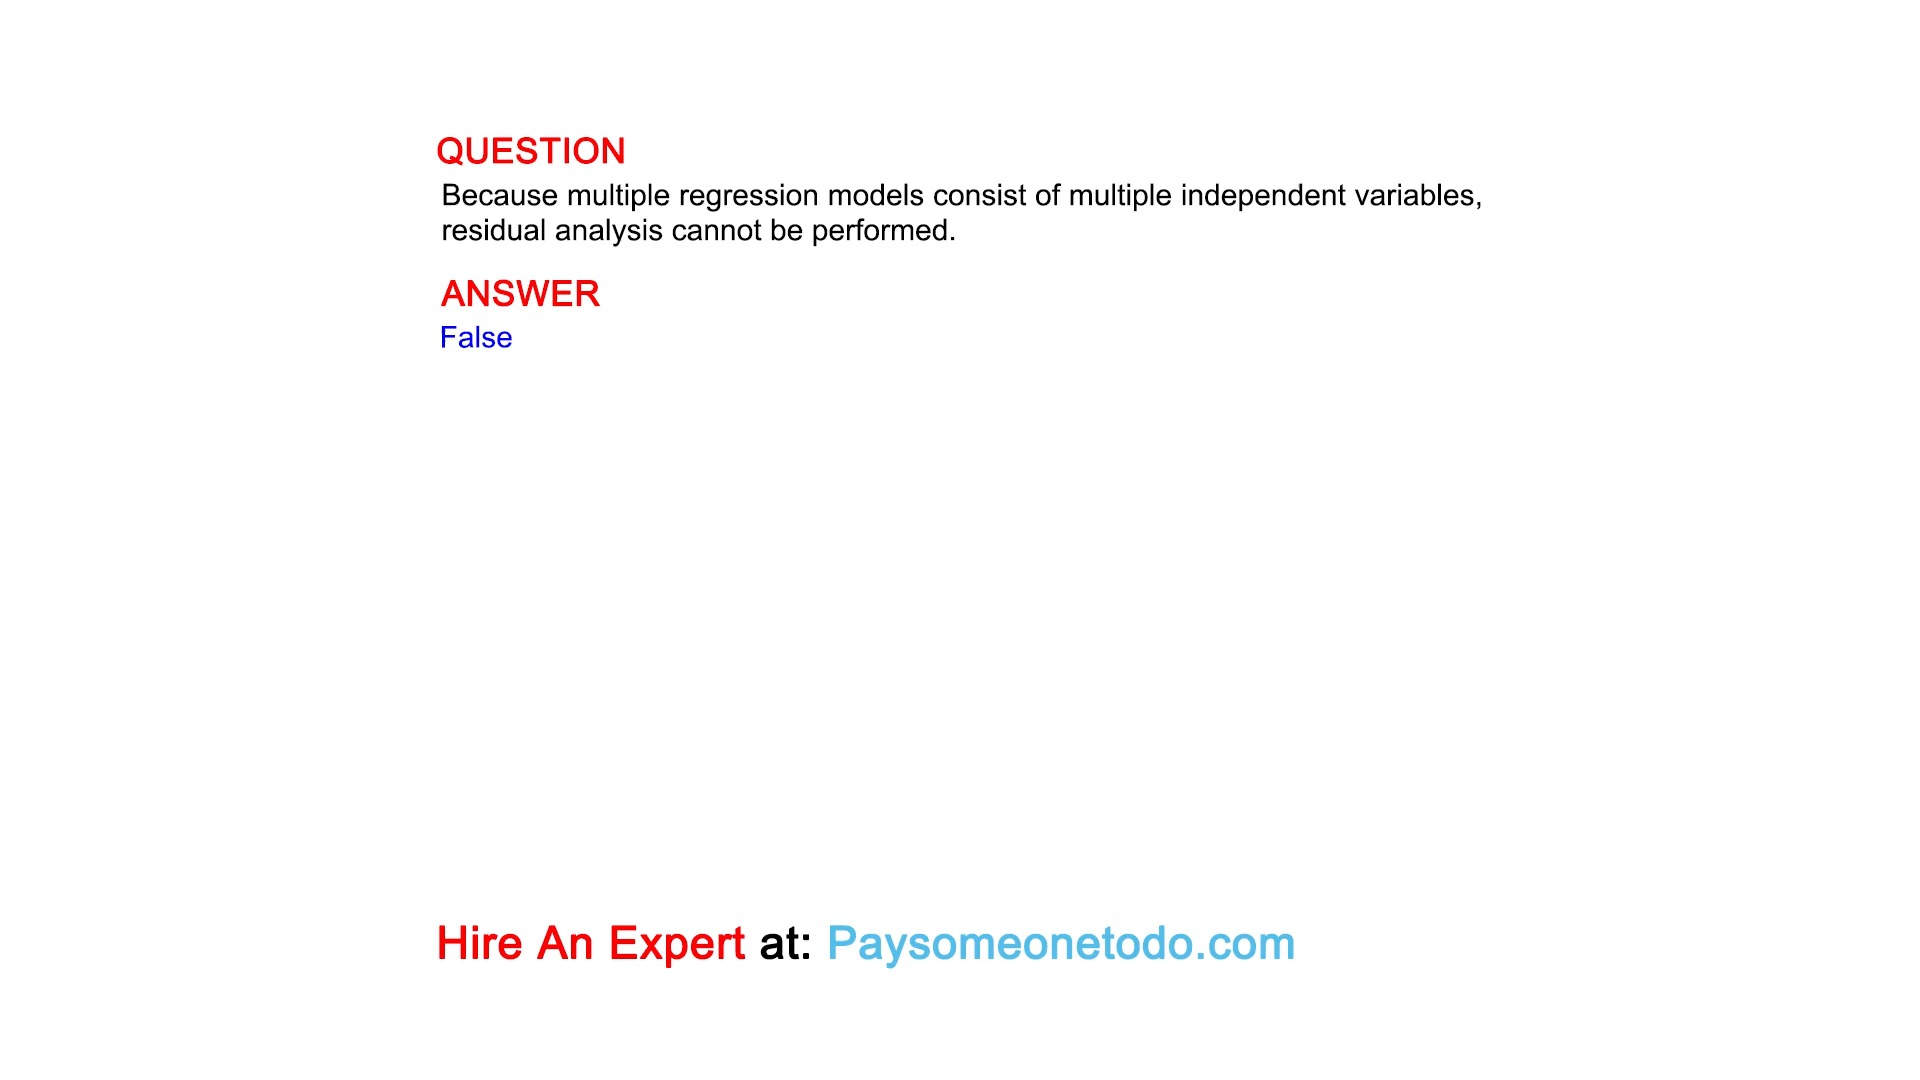 QUESTION
Because multiple regression models consist of multiple independent variables,
residual analysis cannot be performed.
ANSWER
False
Hire An Expert at: Paysomeonetodo.com